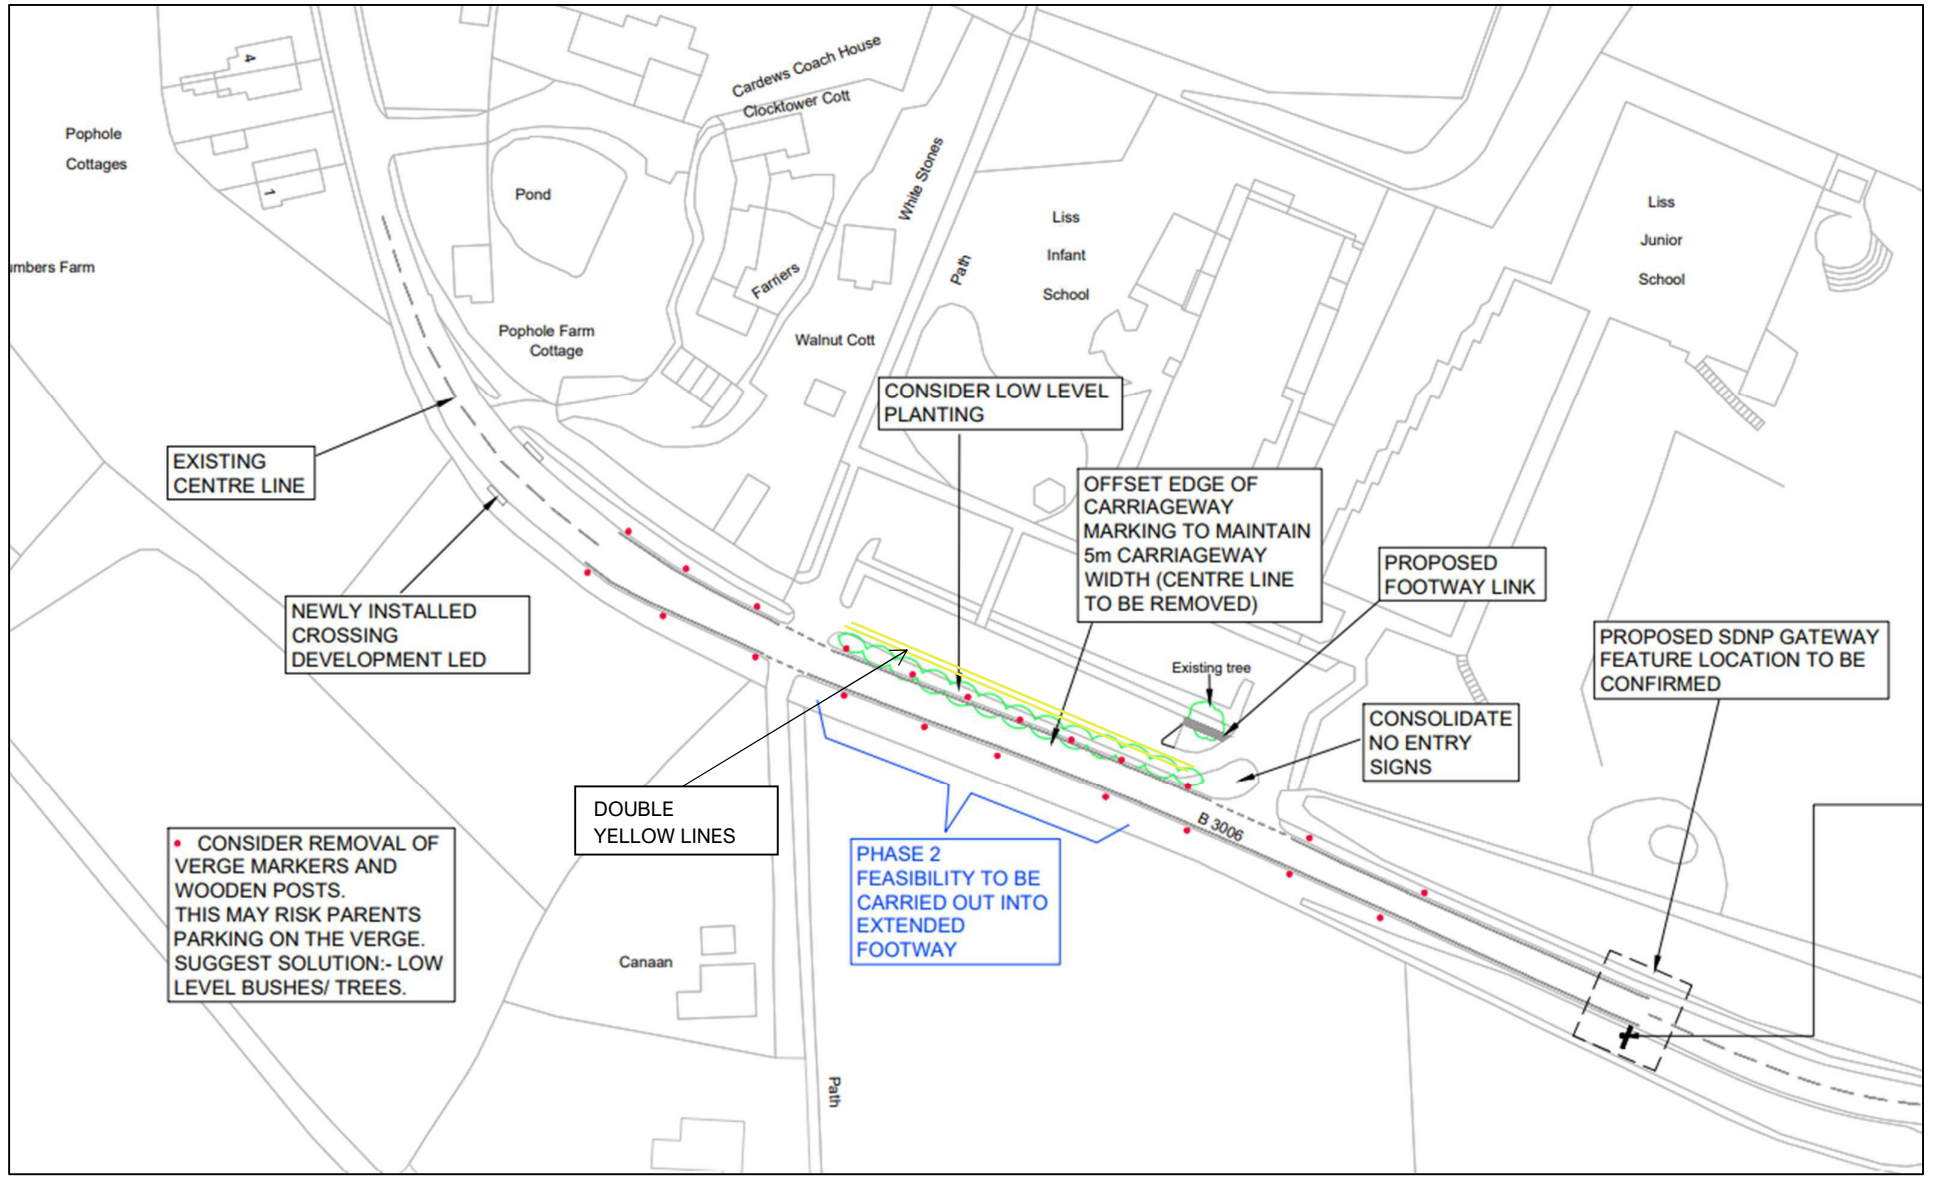 4
Pophole
Cottages
1
Pond
Cardews Coach House
Clocktower Cott
White Stones
Path
Farriers
Walnut Cott
Pophole Farm
Cottage
umbers Farm
Liss
Infant
School
Liss
Junior
School
CONSIDER LOW LEVEL
PLANTING
EXISTING
CENTRE LINE
OFFSET EDGE OF
CARRIAGEWAY
MARKING TO MAINTAIN
5m CARRIAGEWAY
WIDTH (CENTRE LINE
TO BE REMOVED)
PROPOSED
FOOTWAY LINK
NEWLY INSTALLED
CROSSING
DEVELOPMENT LED
PROPOSED SDNP GATEWAY
FEATURE LOCATION TO BE
CONFIRMED
Existing tree
CONSOLIDATE
NO ENTRY
SIGNS
DOUBLE
YELLOW LINES
B 3006
CONSIDER REMOVAL OF
VERGE MARKERS AND
WOODEN POSTS.
THIS MAY RISK PARENTS
PARKING ON THE VERGE.
SUGGEST SOLUTION:- LOW
LEVEL BUSHES/ TREES.
PHASE 2
FEASIBILITY TO BE
CARRIED OUT INTO
EXTENDED
FOOTWAY
Canaan
Path